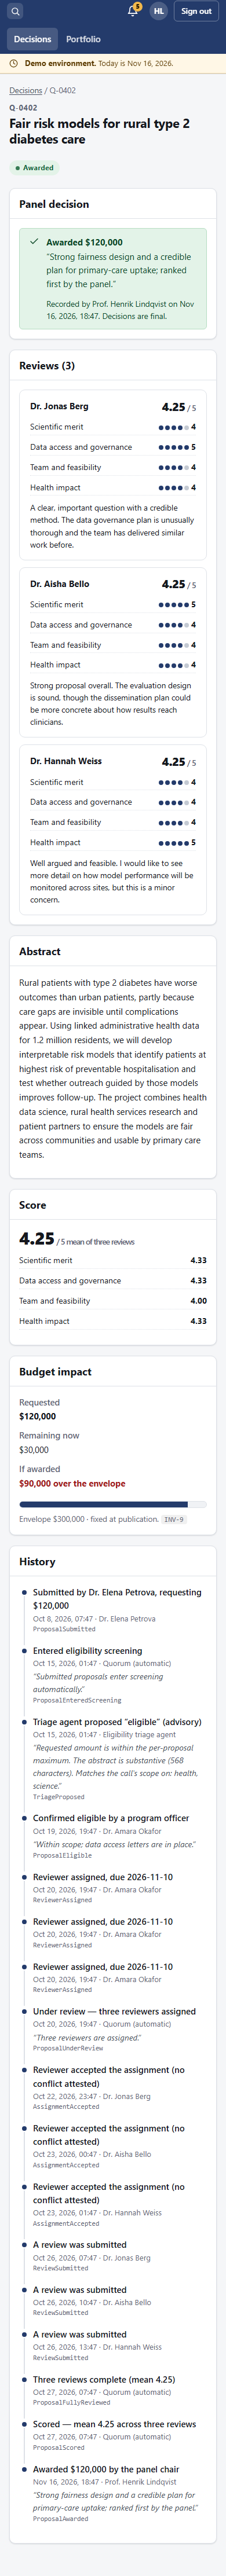 5
HL
Sign out
Decisions
Portfolio
Demo environment. Today is Nov 16, 2026.
Decisions / Q-0402
Q-0402
Fair risk models for rural type 2
diabetes care
Awarded
Panel decision
Awarded $120,000
“Strong fairness design and a credible
plan for primary-care uptake; ranked
first by the panel.”
Recorded by Prof. Henrik Lindqvist on Nov
16, 2026, 18:47. Decisions are final.
Reviews (3)
Dr. Jonas Berg 4.25 / 5
Scientific merit 4
Data access and governance 5
Team and feasibility 4
Health impact 4
A clear, important question with a credible
method. The data governance plan is unusually
thorough and the team has delivered similar
work before.
Dr. Aisha Bello 4.25 / 5
Scientific merit 5
Data access and governance 4
Team and feasibility 4
Health impact 4
Strong proposal overall. The evaluation design
is sound, though the dissemination plan could
be more concrete about how results reach
clinicians.
Dr. Hannah Weiss 4.25 / 5
Scientific merit 4
Data access and governance 4
Team and feasibility 4
Health impact 5
Well argued and feasible. I would like to see
more detail on how model performance will be
monitored across sites, but this is a minor
concern.
Abstract
Rural patients with type 2 diabetes have worse
outcomes than urban patients, partly because
care gaps are invisible until complications
appear. Using linked administrative health data
for 1.2 million residents, we will develop
interpretable risk models that identify patients at
highest risk of preventable hospitalisation and
test whether outreach guided by those models
improves follow-up. The project combines health
data science, rural health services research and
patient partners to ensure the models are fair
across communities and usable by primary care
teams.
Score
4.25 / 5 mean of three reviews
Scientific merit 4.33
Data access and governance 4.33
Team and feasibility 4.00
Health impact 4.33
Budget impact
Requested
$120,000
Remaining now
$30,000
If awarded
$90,000 over the envelope
Envelope $300,000 · fixed at publication. INV-9
History
Submitted by Dr. Elena Petrova, requesting
$120,000
Oct 8, 2026, 07:47 · Dr. Elena Petrova
ProposalSubmitted
Entered eligibility screening
Oct 15, 2026, 01:47 · Quorum (automatic)
“Submitted proposals enter screening
automatically.”
ProposalEnteredScreening
Triage agent proposed “eligible” (advisory)
Oct 15, 2026, 01:47 · Eligibility triage agent
“Requested amount is within the per-proposal
maximum. The abstract is substantive (568
characters). Matches the call's scope on: health,
science.”
TriageProposed
Confirmed eligible by a program officer
Oct 19, 2026, 19:47 · Dr. Amara Okafor
“Within scope; data access letters are in place.”
ProposalEligible
Reviewer assigned, due 2026-11-10
Oct 20, 2026, 19:47 · Dr. Amara Okafor
ReviewerAssigned
Reviewer assigned, due 2026-11-10
Oct 20, 2026, 19:47 · Dr. Amara Okafor
ReviewerAssigned
Reviewer assigned, due 2026-11-10
Oct 20, 2026, 19:47 · Dr. Amara Okafor
ReviewerAssigned
Under review — three reviewers assigned
Oct 20, 2026, 19:47 · Quorum (automatic)
“Three reviewers are assigned.”
ProposalUnderReview
Reviewer accepted the assignment (no
conflict attested)
Oct 22, 2026, 23:47 · Dr. Jonas Berg
AssignmentAccepted
Reviewer accepted the assignment (no
conflict attested)
Oct 23, 2026, 00:47 · Dr. Aisha Bello
AssignmentAccepted
Reviewer accepted the assignment (no
conflict attested)
Oct 23, 2026, 01:47 · Dr. Hannah Weiss
AssignmentAccepted
A review was submitted
Oct 26, 2026, 07:47 · Dr. Jonas Berg
ReviewSubmitted
A review was submitted
Oct 26, 2026, 10:47 · Dr. Aisha Bello
ReviewSubmitted
A review was submitted
Oct 26, 2026, 13:47 · Dr. Hannah Weiss
ReviewSubmitted
Three reviews complete (mean 4.25)
Oct 27, 2026, 07:47 · Quorum (automatic)
ProposalFullyReviewed
Scored — mean 4.25 across three reviews
Oct 27, 2026, 07:47 · Quorum (automatic)
ProposalScored
Awarded $120,000 by the panel chair
Nov 16, 2026, 18:47 · Prof. Henrik Lindqvist
“Strong fairness design and a credible plan for
primary-care uptake; ranked first by the panel.”
ProposalAwarded